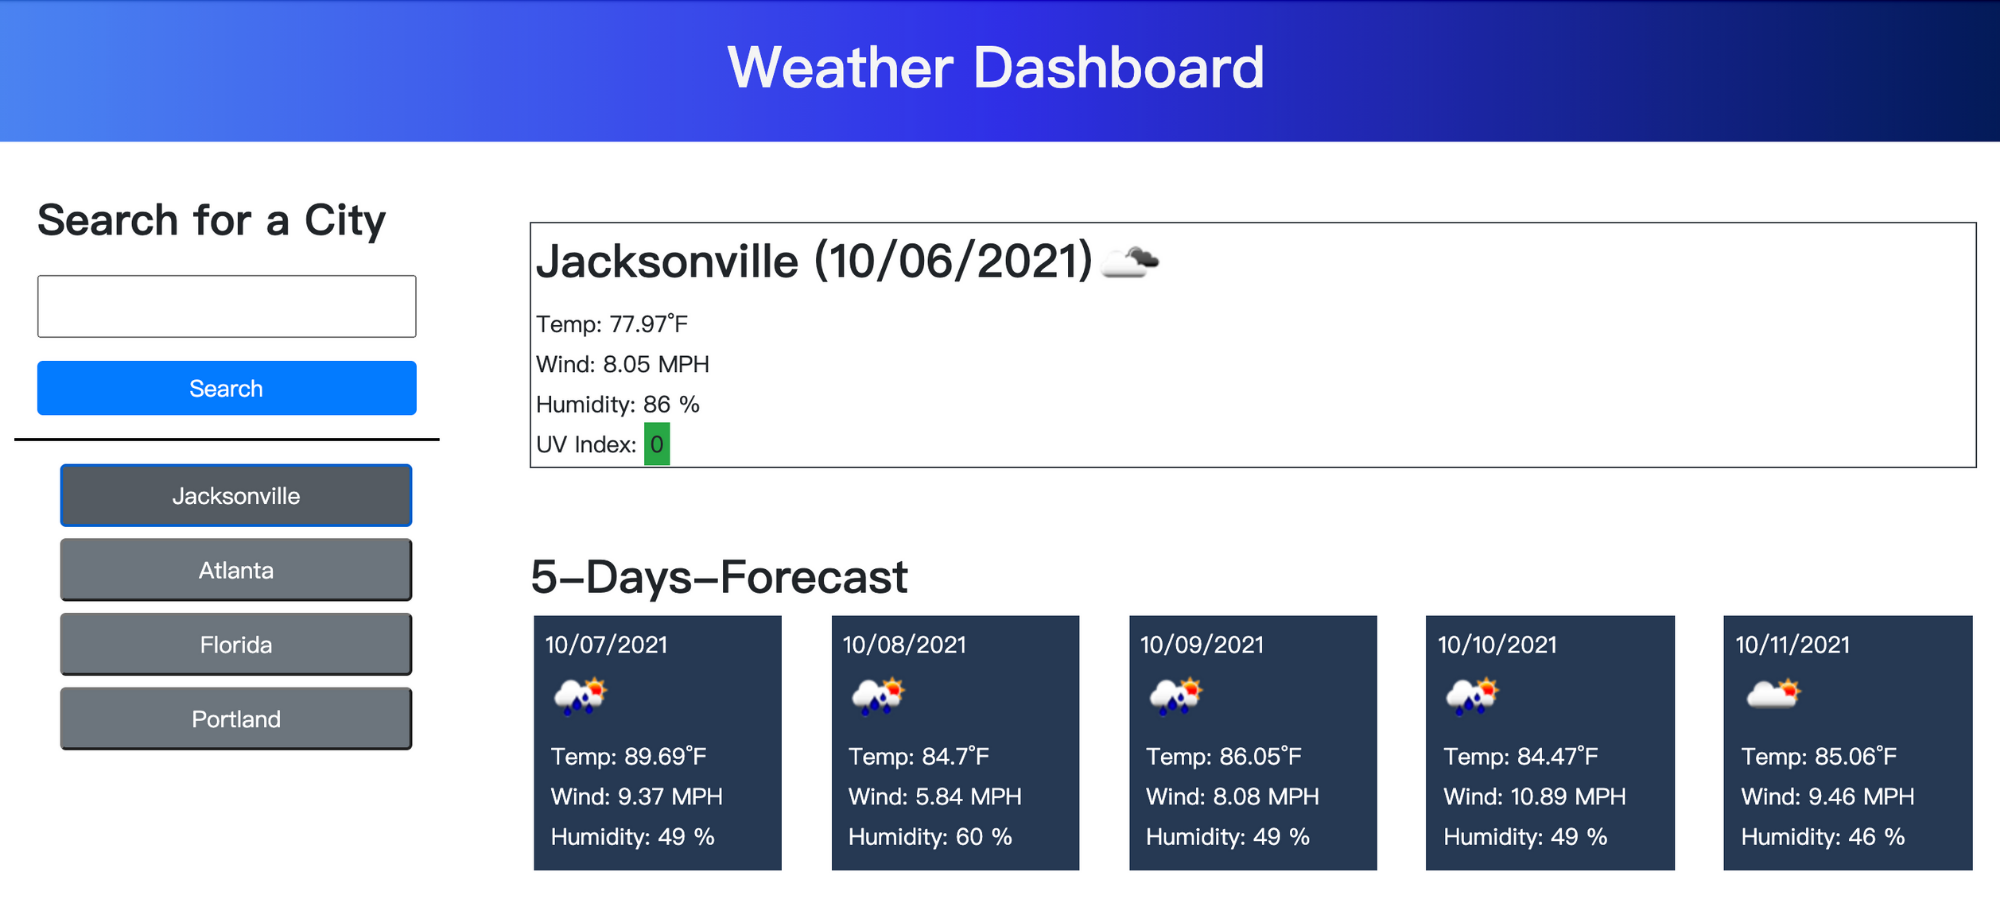 Weather Dashboard
Search for a City
Search
Jacksonville
Atlanta
Florida
Portland
Jacksonville (10/06/2021)
Temp: 77.97°F
Wind: 8.05 MPH
Humidity: 86 %
UV Index: 0
5-Days-Forecast
10/07/2021
Temp: 89.69°F
Wind: 9.37 MPH
Humidity: 49 %
10/08/2021
Temp: 84.7°F
Wind: 5.84 MPH
Humidity: 60 %
10/09/2021
Temp: 86.05°F
Wind: 8.08 MPH
Humidity: 49 %
10/10/2021
Temp: 84.47°F
Wind: 10.89 MPH
Humidity: 49 %
10/11/2021
Temp: 85.06°F
Wind: 9.46 MPH
Humidity: 46 %